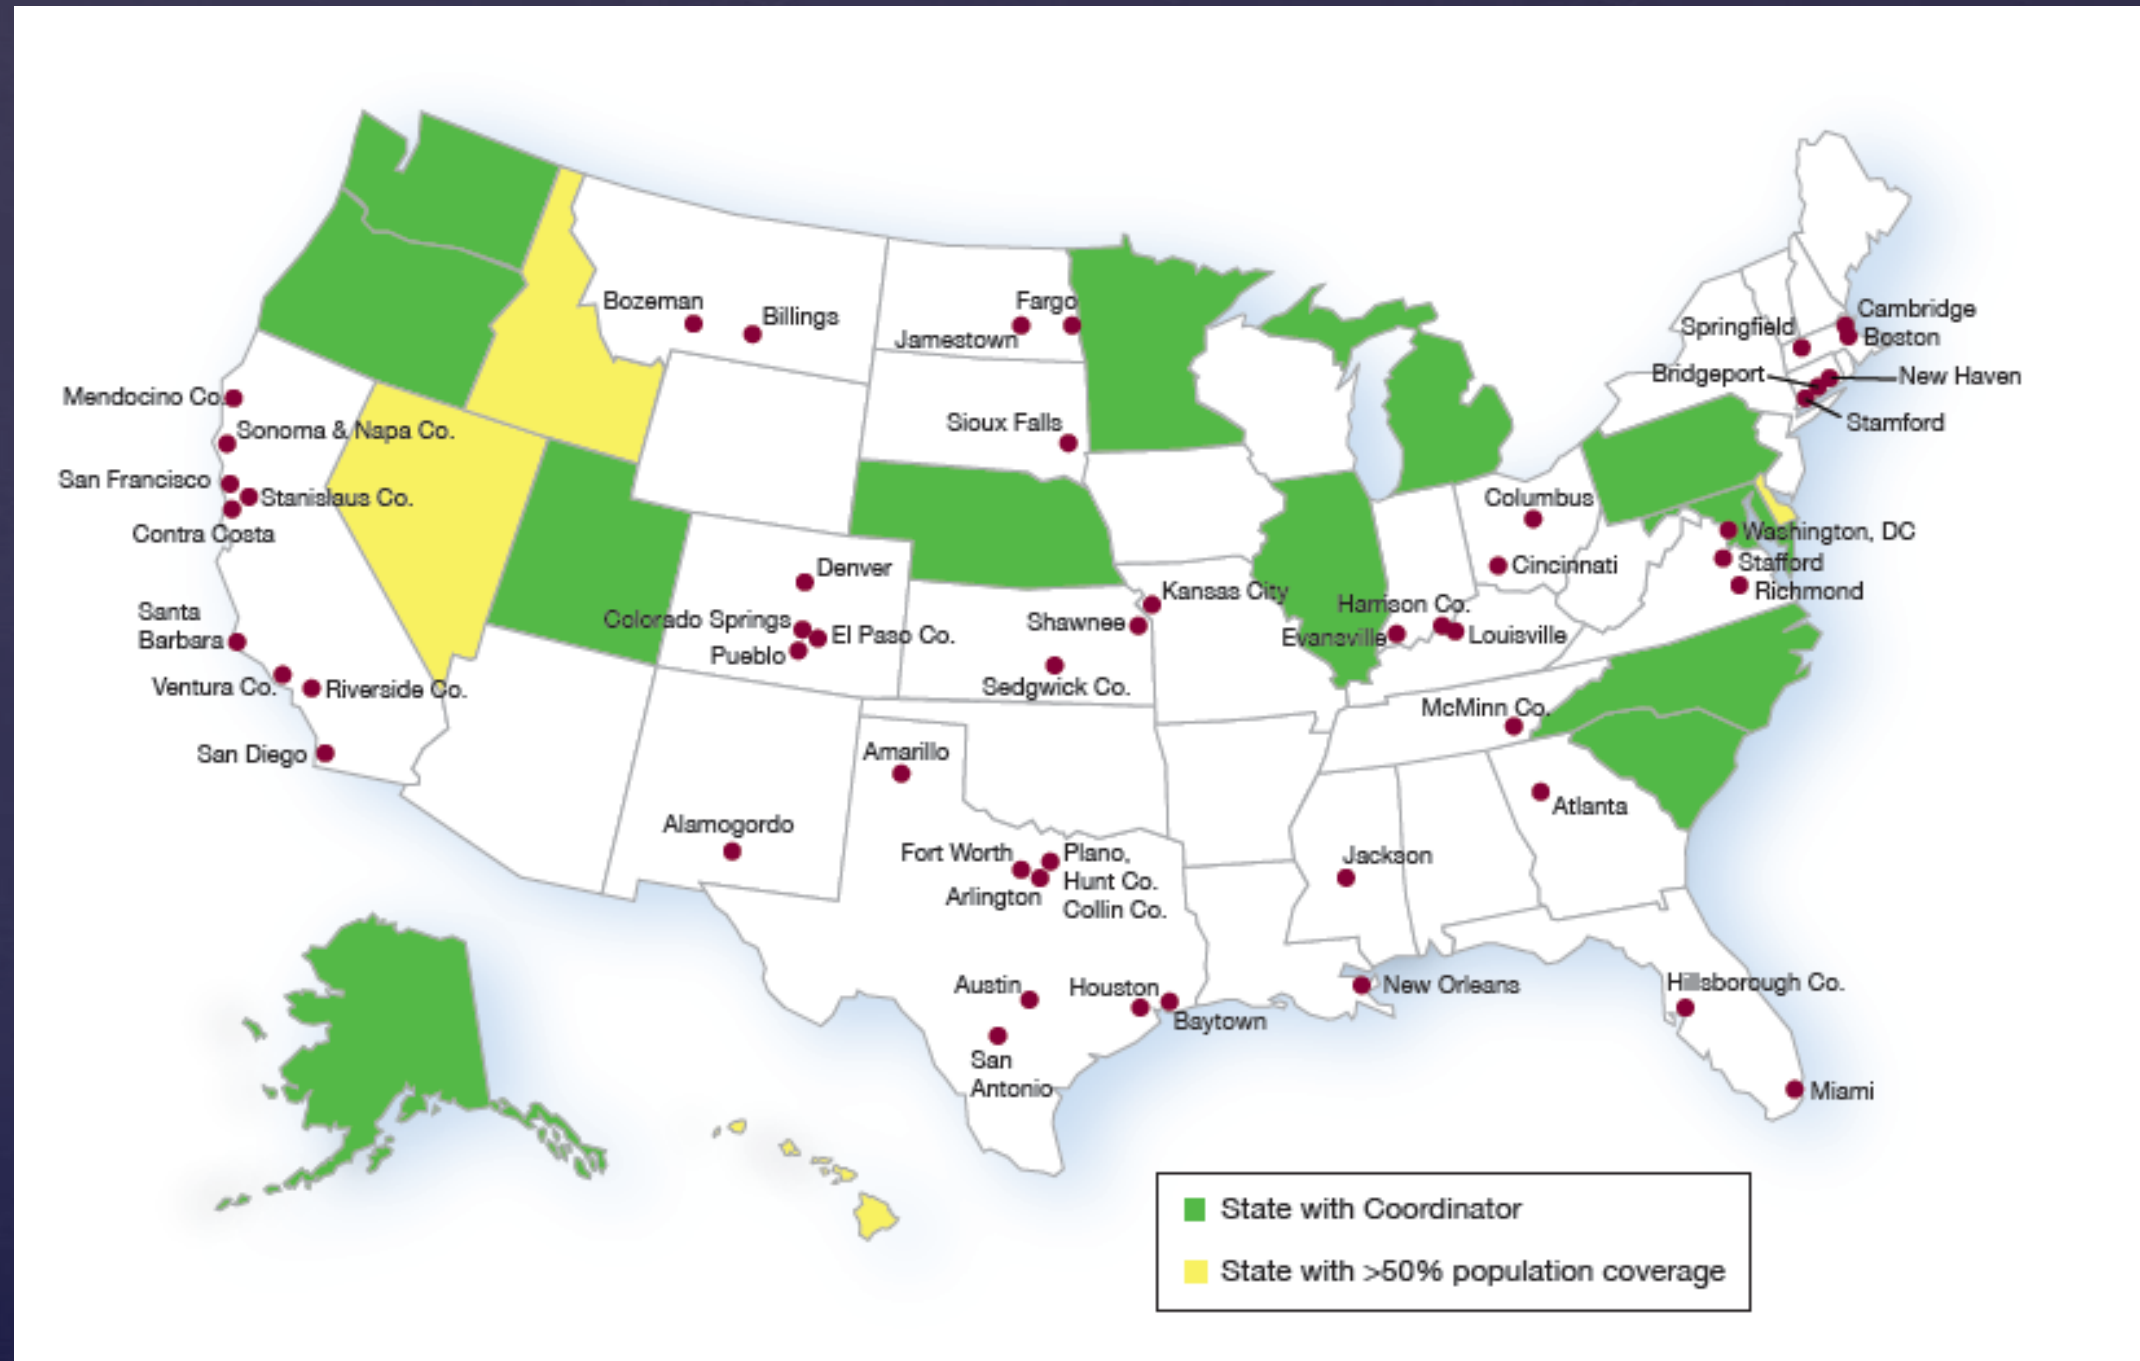 Bozeman
Billings
Fargo
Jamestown
Sioux Falls
Mendocino Co.
Sonoma & Napa Co.
San Francisco
Stanislaus Co.
Contra Costa
Santa
Barbara
Ventura Co.
Riverside Co.
San Diego
Denver
Colorado Springs
El Paso Co.
Pueblo
Kansas City
Shawnee
Sedgwick Co.
Amarillo
Alamogordo
Fort Worth
Arlington
Plano,
Hunt Co.
Collin Co.
Austin
Houston
Baytown
San
Antonio
Columbus
Cincinnati
Harrison Co.
Evansville
Louisville
McMinn Co.
Atlanta
Jackson
New Orleans
Hillsborough Co.
Miami
Springfield
Cambridge
Boston
Bridgeport
New Haven
Stamford
Washington, DC
Stafford
Richmond
State with Coordinator
State with >50% population coverage